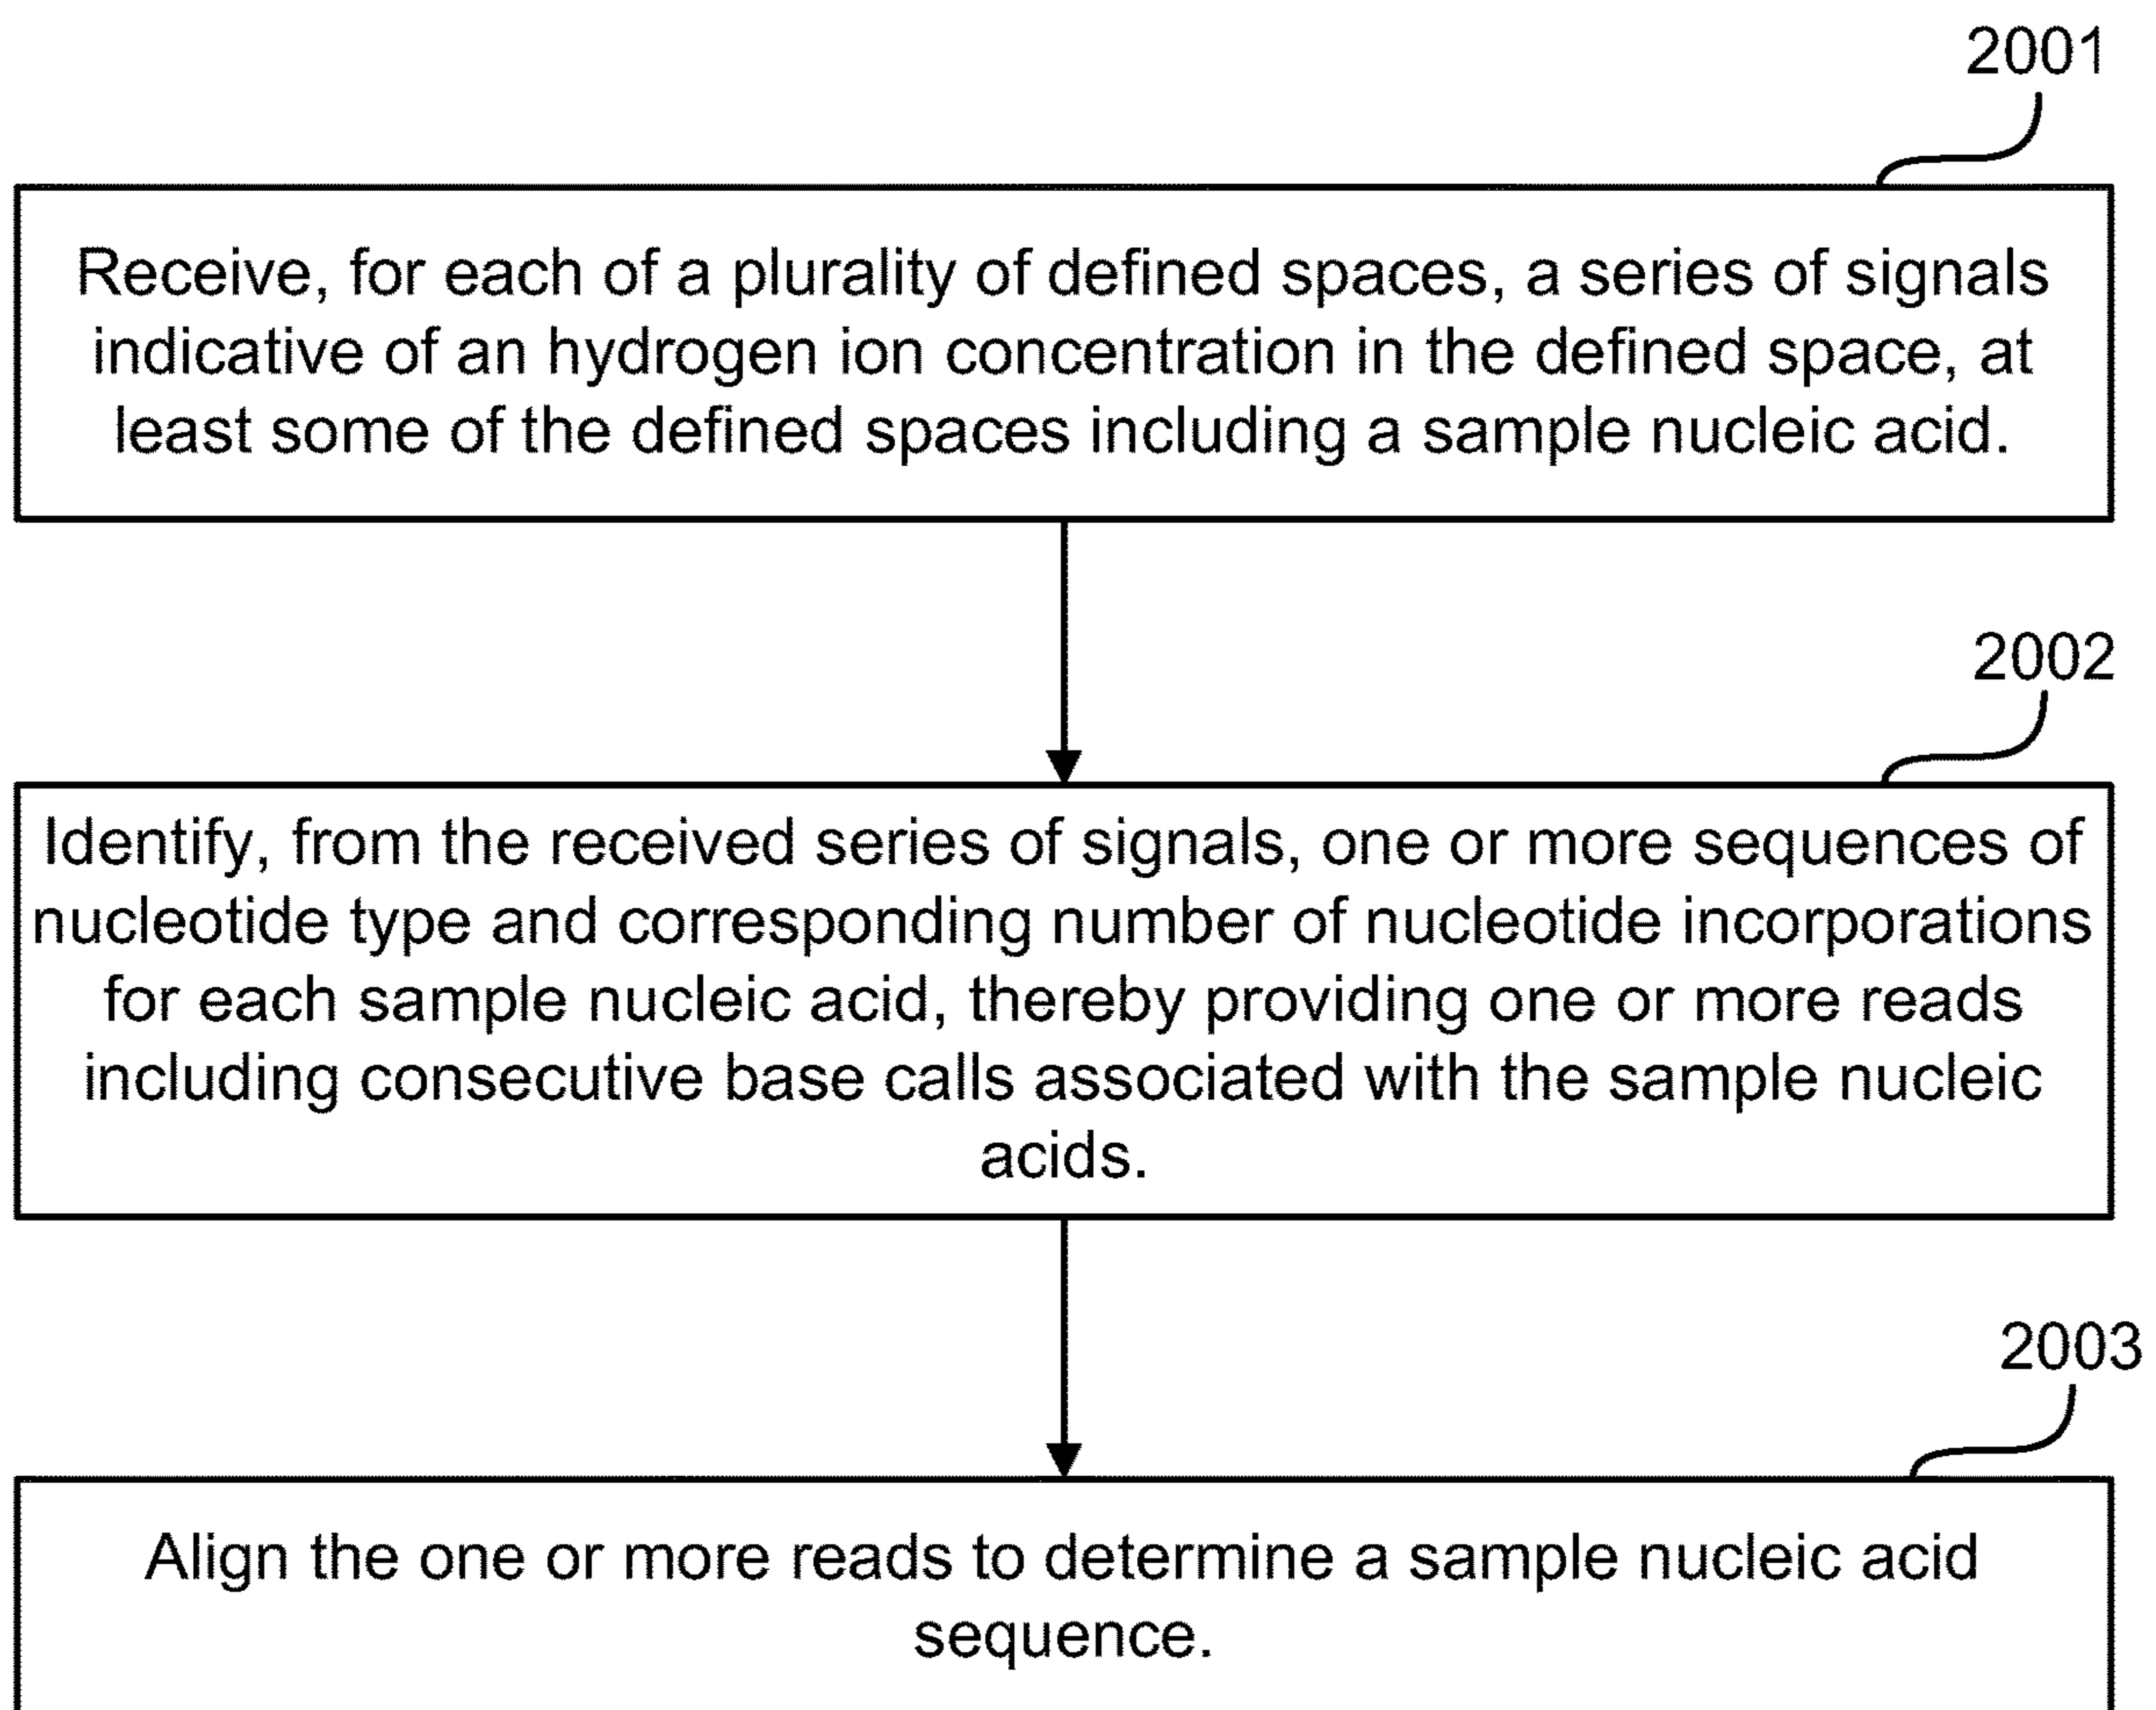 2001
Receive, for each of a plurality of defined spaces, a series of signals
indicative of an hydrogen ion concentration in the defined space, at
least some of the defined spaces including a sample nucleic acid.
2002
Identify, from the received series of signals, one or more sequences of
nucleotide type and corresponding number of nucleotide incorporations
for each sample nucleic acid, thereby providing one or more reads
including consecutive base calls associated with the sample nucleic
acids.
2003
Align the one or more reads to determine a sample nucleic acid
sequence.